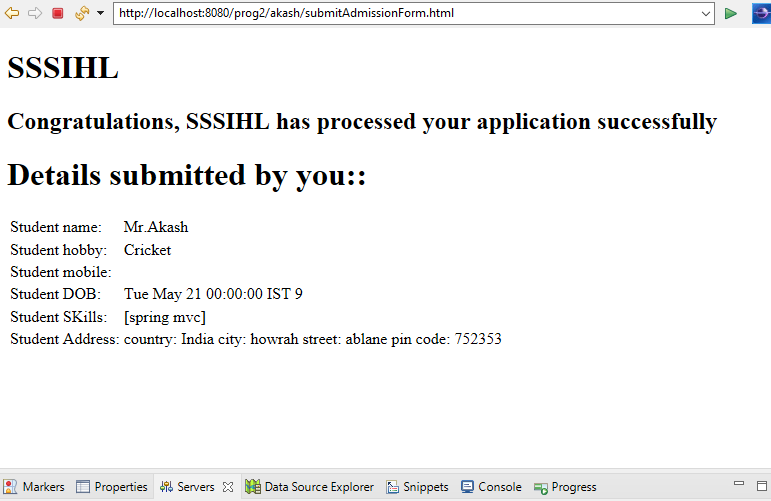 http://localhost:8080/prog2/akash/submitAdmissionForm.html
SSSIHL
Congratulations, SSSIHL has processed your application successfully
Details submitted by you::
Student name: Mr.Akash
Student hobby: Cricket
Student mobile:
Student DOB: Tue May 21 00:00:00 IST 9
Student SKills: [spring mvc]
Student Address: country: India city: howrah street: ablane pin code: 752353
Markers Properties Servers Data Source Explorer Snippets Console Progress